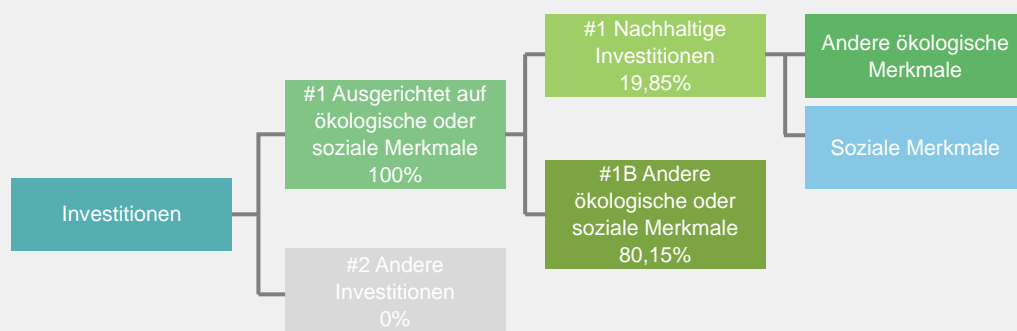 Investitionen
#1 Ausgerichtet auf
ökologische oder
soziale Merkmale
100%
#2 Andere
Investitionen
0%
#1 Nachhaltige
Investitionen
19,85%
#1B Andere
ökologische oder
soziale Merkmale
80,15%
Andere ökologische
Merkmale
Soziale Merkmale